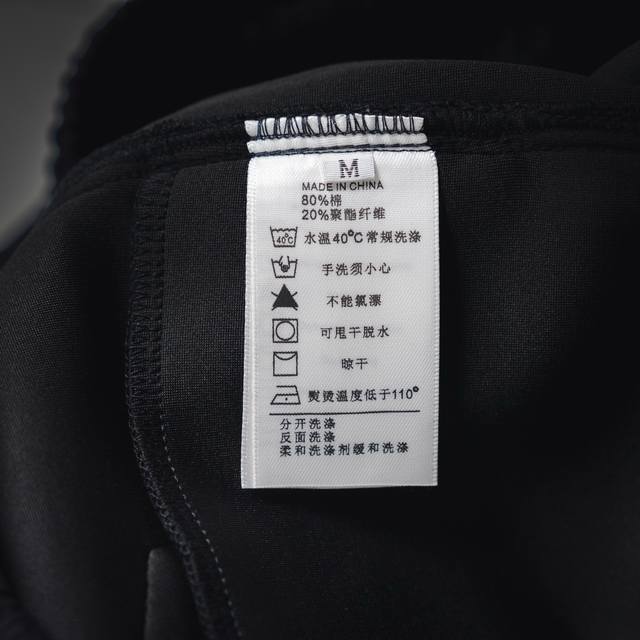 M
MADE IN CHINA
80%棉
20%聚酯纤维
40℃ 水温40℃常规洗涤
手洗须小心
不能氯漂
可甩干脱水
晾干
熨烫温度低于110°
分开洗涤
反面洗涤
柔和洗涤剂缓和洗涤